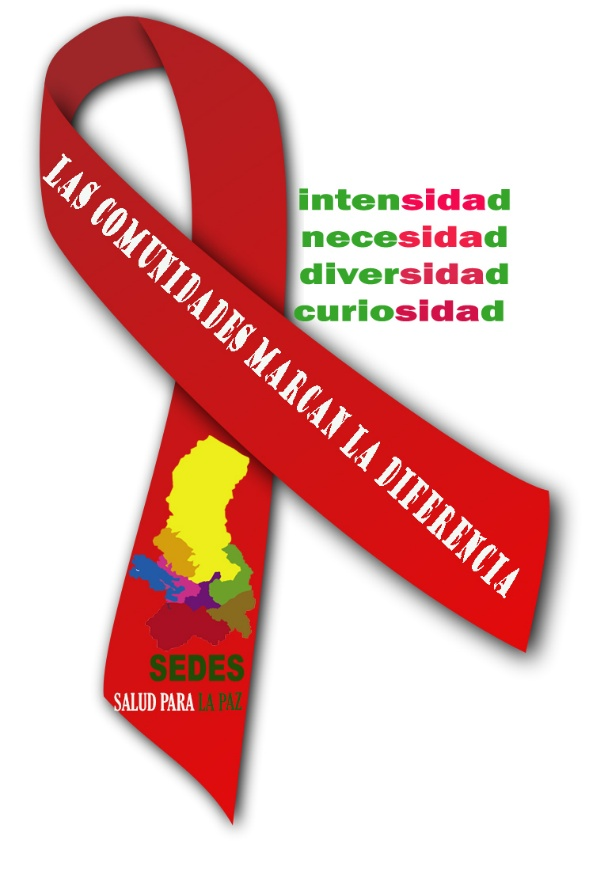 LAS COMUNIDADES MARCAN LA DIFERENCIA
intensidad
necesidad
diversidad
curiosidad
SEDES
SALUD PARA LA PAZ